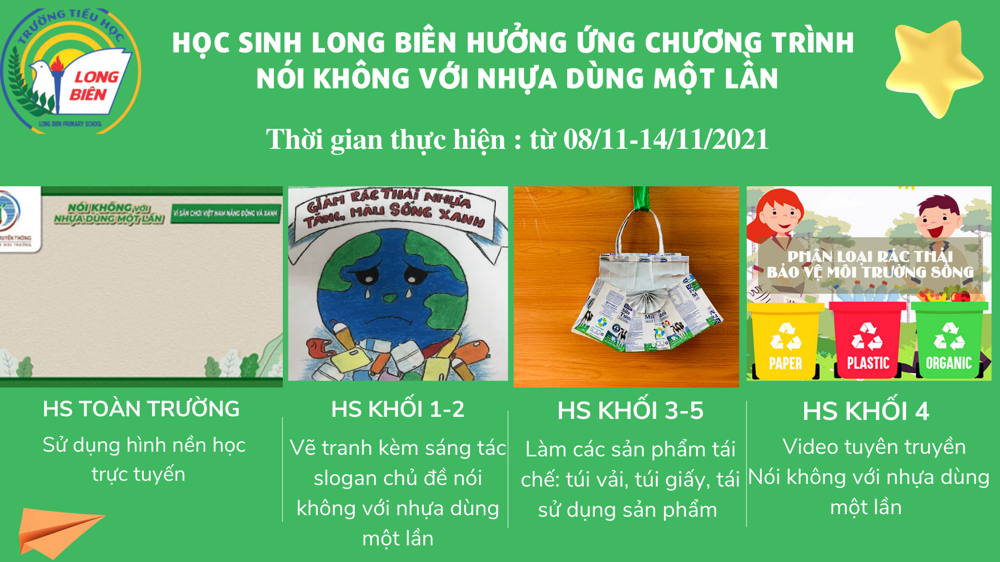 TRƯỜNG TIỂU HỌC
LONG
BIÊN
LONG BIEN PRIMARY SCHOOL
HỌC SINH LONG BIÊN HƯỞNG ỨNG CHƯƠNG TRÌNH
NÓI KHÔNG VỚI NHỰA DÙNG MỘT LẦN
Thời gian thực hiện : từ 08/11-14/11/2021
NÓI KHÔNG VỚI
NHỰA DÙNG MỘT LẦN
VÌ SÂN CHƠI VIỆT NAM NĂNG ĐỘNG VÀ XANH
MÔI TRƯỜNG
GIẢM RÁC THẢI NHỰA
TĂNG MÀU SỐNG XANH
Sữa
PHÂN LOẠI RÁC THẢI
BẢO VỆ MÔI TRƯỜNG SỐNG
PAPER
PLASTIC
ORGANIC
HS TOÀN TRƯỜNG
Sử dụng hình nền học
trực tuyến
HS KHỐI 1-2
Vẽ tranh kèm sáng tác
slogan chủ đề nói
không với nhựa dùng
một lần
HS KHỐI 3-5
Làm các sản phẩm tái
chế: túi vải, túi giấy, tái
sử dụng sản phẩm
HS KHỐI 4
Video tuyên truyền
Nói không với nhựa dùng
một lần